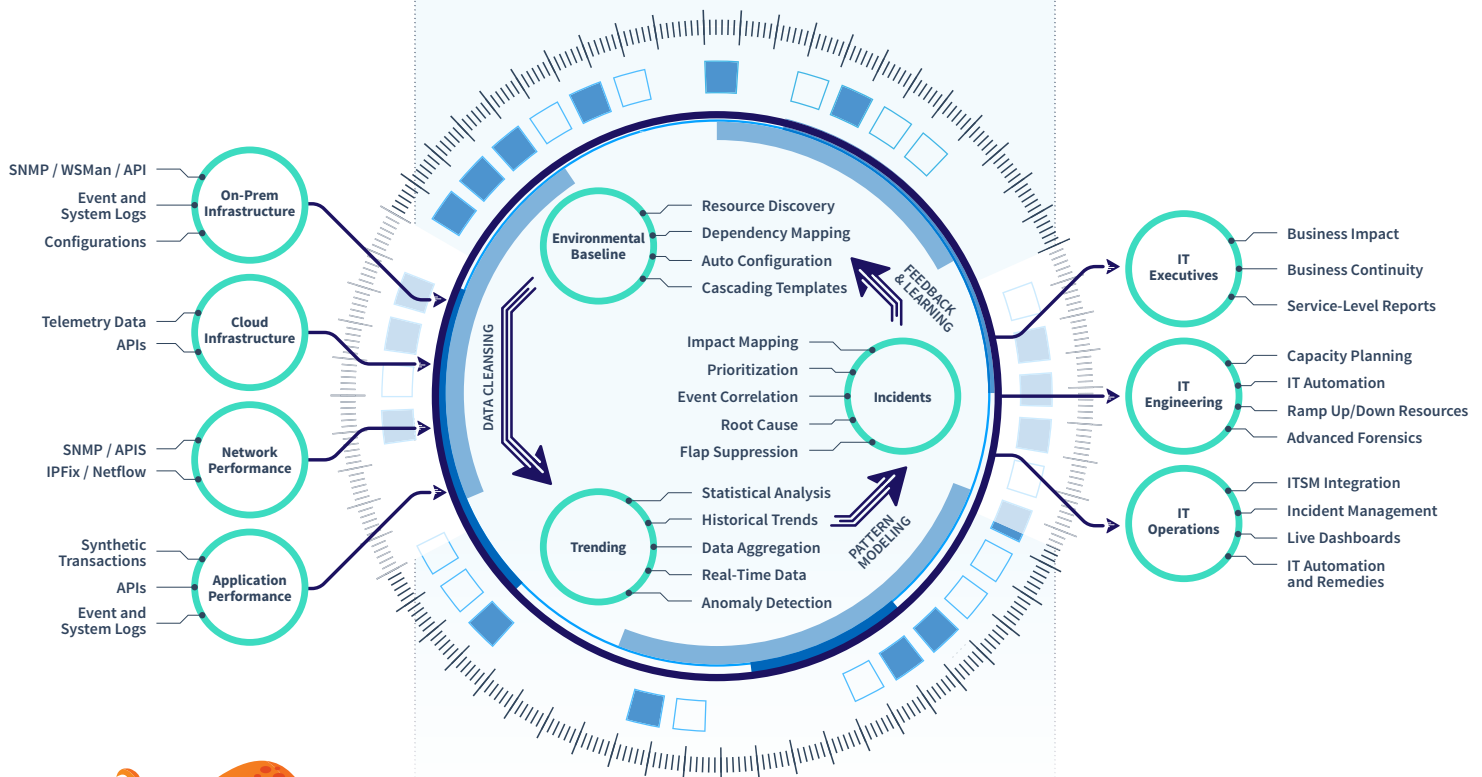 SNMP / WSMan / API
Event and
System Logs
Configurations
On-Prem
Infrastructure
Telemetry Data
APIs
Cloud
Infrastructure
SNMP / APIS
IPFix / Netflow
Network
Performance
Synthetic
Transactions
APIs
Event and
System Logs
Application
Performance
Environmental
Baseline
Resource Discovery
Dependency Mapping
Auto Configuration
Cascading Templates
DATA CLEANSING
FEEDBACK
& LEARNING
Impact Mapping
Prioritization
Event Correlation
Root Cause
Flap Suppression
Incidents
Trending
Statistical Analysis
Historical Trends
Data Aggregation
Real-Time Data
Anomaly Detection
PATTERN
MODELING
IT
Executives
Business Impact
Business Continuity
Service-Level Reports
IT
Engineering
Capacity Planning
IT Automation
Ramp Up/Down Resources
Advanced Forensics
IT
Operations
ITSM Integration
Incident Management
Live Dashboards
IT Automation
and Remedies